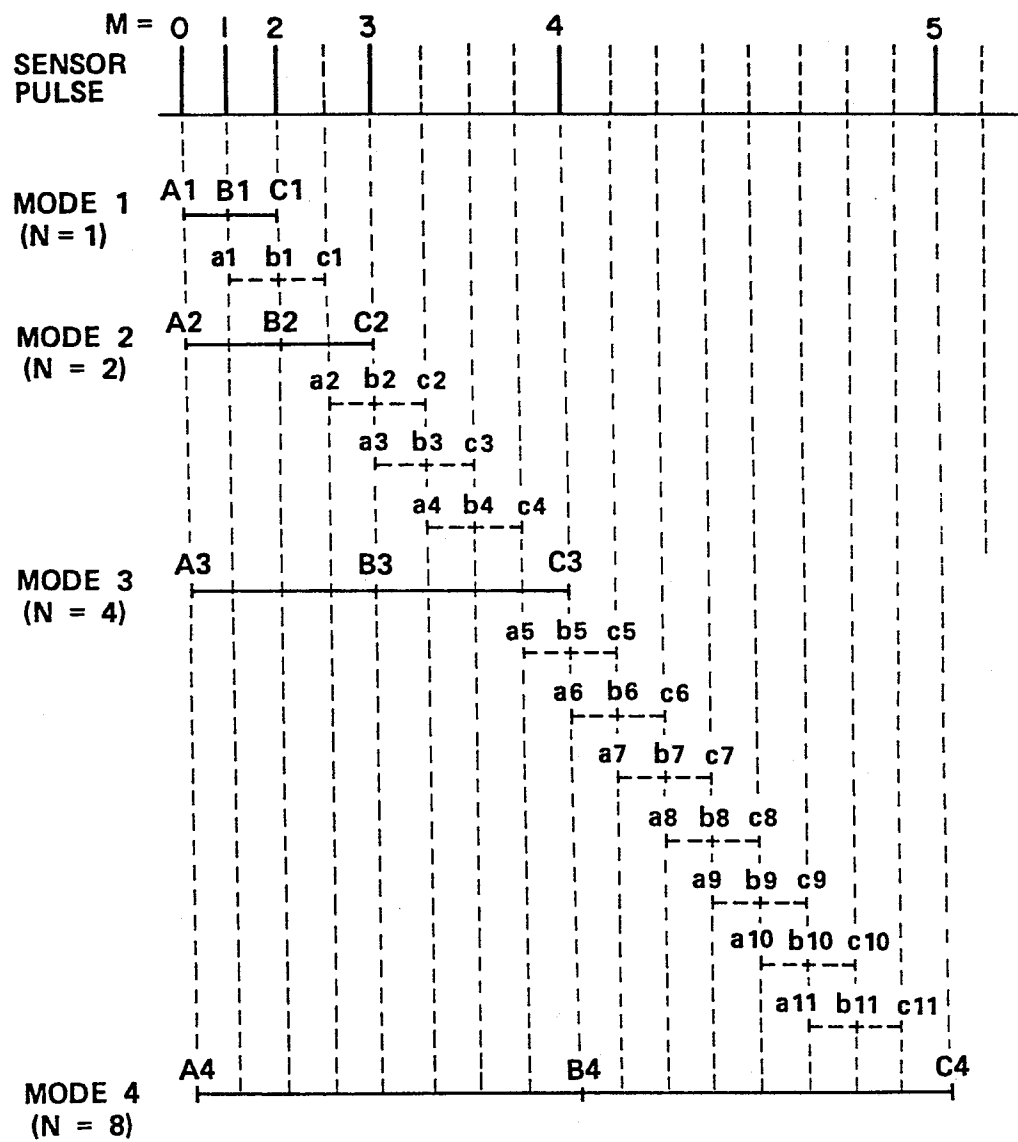 M = 0 1 2 3 4 5
SENSOR
PULSE
A1 B1 C1
MODE 1
(N = 1)
a1 b1 c1
A2 B2 C2
MODE 2
(N = 2)
a2 b2 c2
a3 b3 c3
a4 b4 c4
A3 B3 C3
MODE 3
(N = 4)
a5 b5 c5
a6 b6 c6
a7 b7 c7
a8 b8 c8
a9 b9 c9
a10 b10 c10
a11 b11 c11
A4 B4 C4
MODE 4
(N = 8)